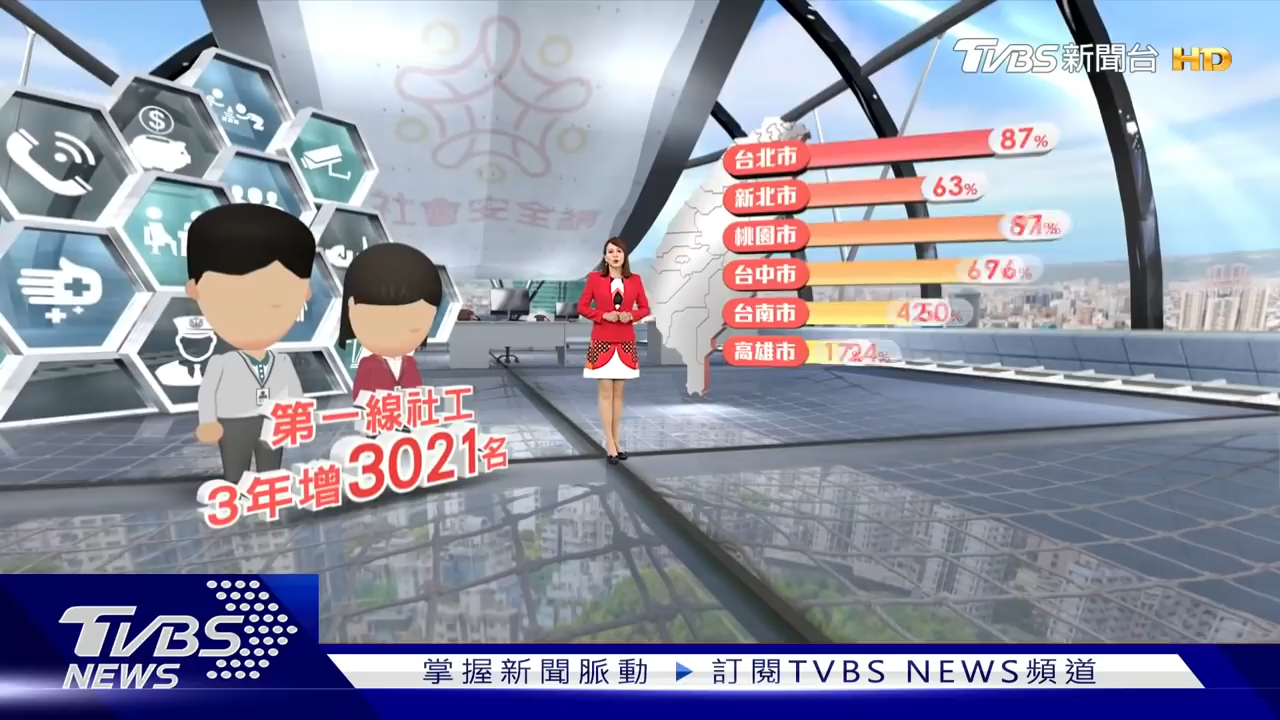 TVBS新聞台 HD
社會安全網
台北市 87%
新北市 63%
桃園市
台中市
台南市
高雄市
第一線社工
3年增3021名
TVBS
NEWS
掌握新聞脈動 ▶ 訂閱TVBS NEWS頻道